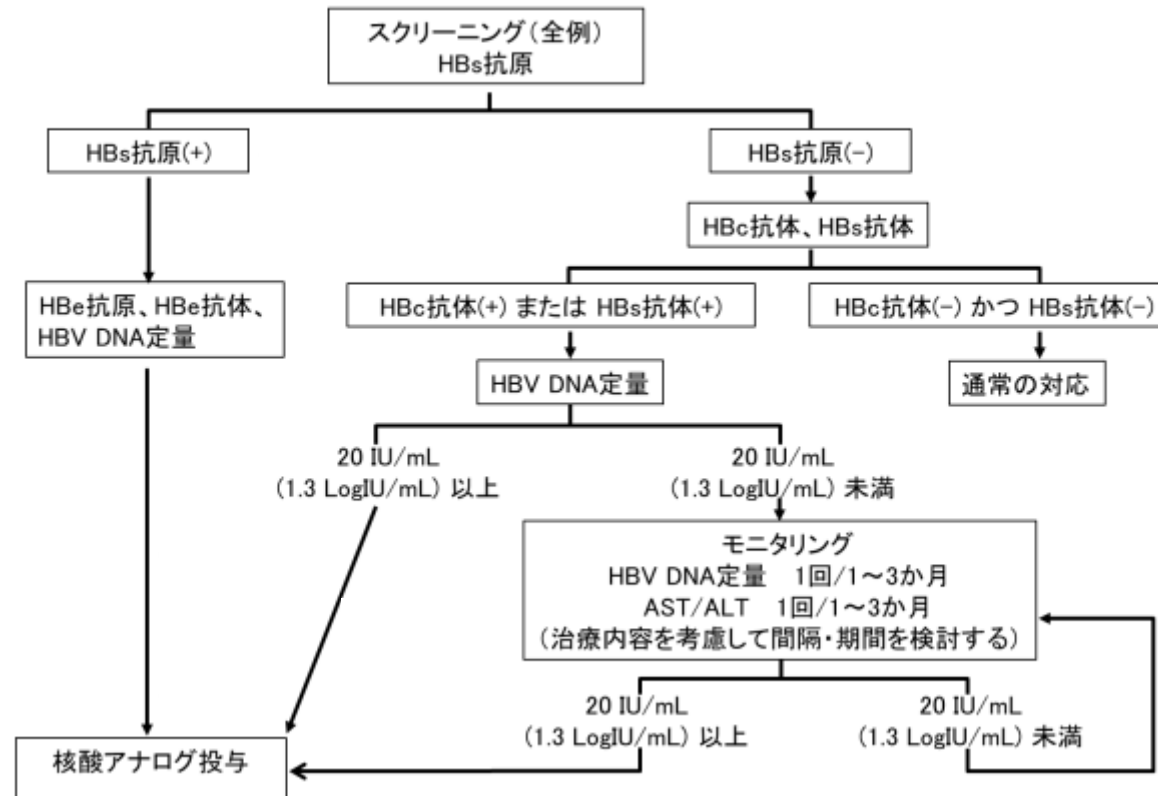 スクリーニング(全例)
HBs抗原
HBs抗原(+)
HBs抗原(-)
HBc抗体、HBs抗体
HBe抗原、HBe抗体、
HBV DNA定量
HBc抗体(+) または HBs抗体(+)
HBc抗体(-) かつ HBs抗体(-)
HBV DNA定量
通常の対応
20 IU/mL
(1.3 LogIU/mL) 以上
20 IU/mL
(1.3 LogIU/mL) 未満
モニタリング
HBV DNA定量 1回/1~3か月
AST/ALT 1回/1~3か月
(治療内容を考慮して間隔・期間を検討する)
20 IU/mL
(1.3 LogIU/mL) 以上
20 IU/mL
(1.3 LogIU/mL) 未満
核酸アナログ投与